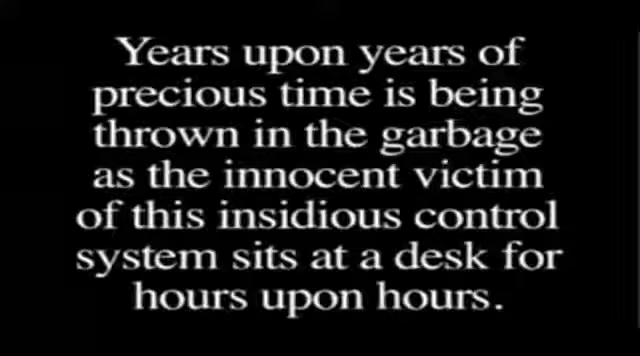 Years upon years of
precious time is being
thrown in the garbage
as the innocent victim
of this insidious control
system sits at a desk for
hours upon hours.